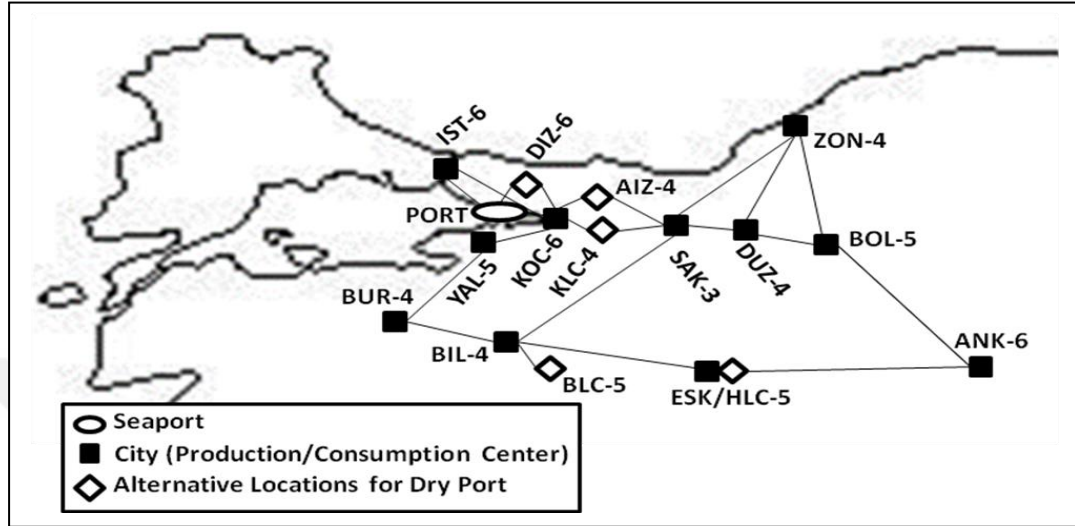 IST-6
DIZ-6
ZON-4
AIZ-4
PORT
KOC-6
KLC-4
SAK-3
DUZ-4
BOL-5
YAL-5
BUR-4
BIL-4
BLC-5
ESK/HLC-5
ANK-6
Seaport
City (Production/Consumption Center)
Alternative Locations for Dry Port